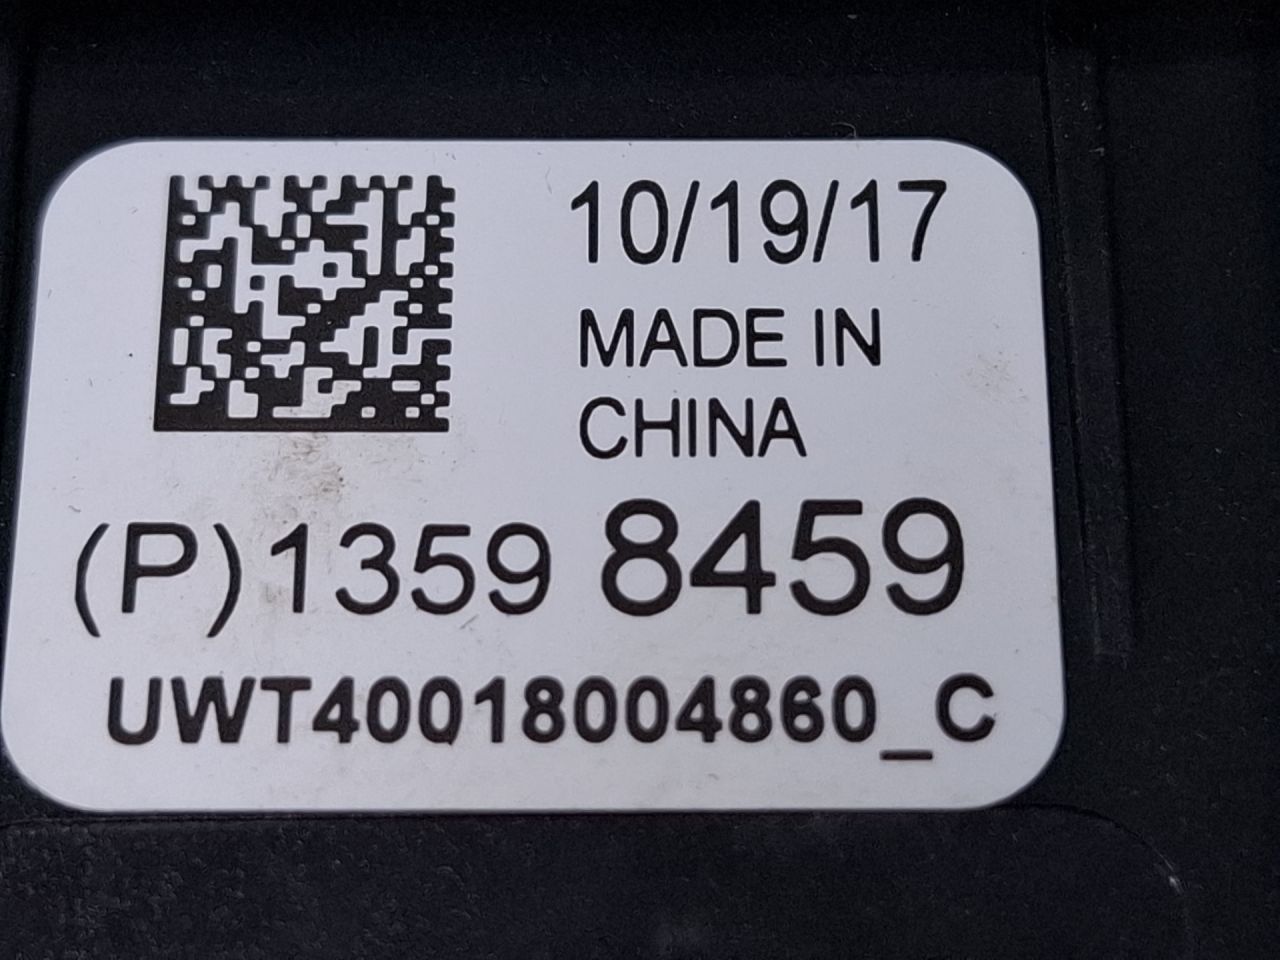 10/19/17
MADE IN
CHINA
(P)1359 8459
UWT40018004860_C